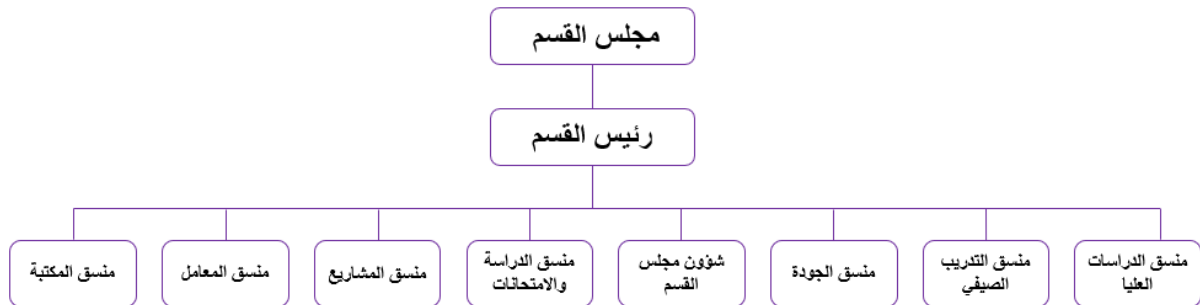 مجلس القسم
رئيس القسم
منسق الدراسات
العليا
منسق التدريب
الصيفي
منسق الجودة
شؤون مجلس
القسم
منسق الدراسة
والامتحانات
منسق المشاريع
منسق المعامل
منسق المكتبة